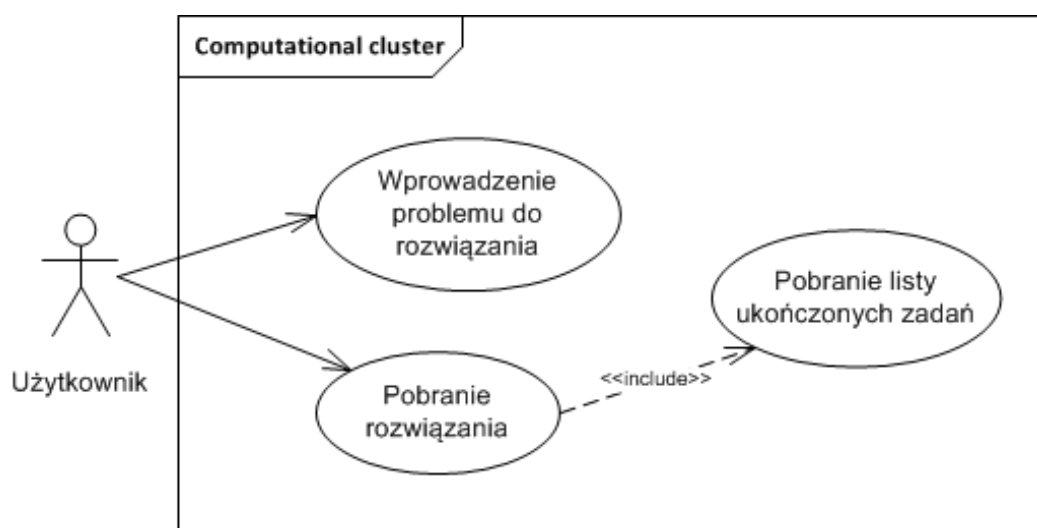 Computational cluster
Wprowadzenie
problemu do
rozwiązania
Pobranie listy
ukończonych zadań
Użytkownik
<<include>>
Pobranie
rozwiązania